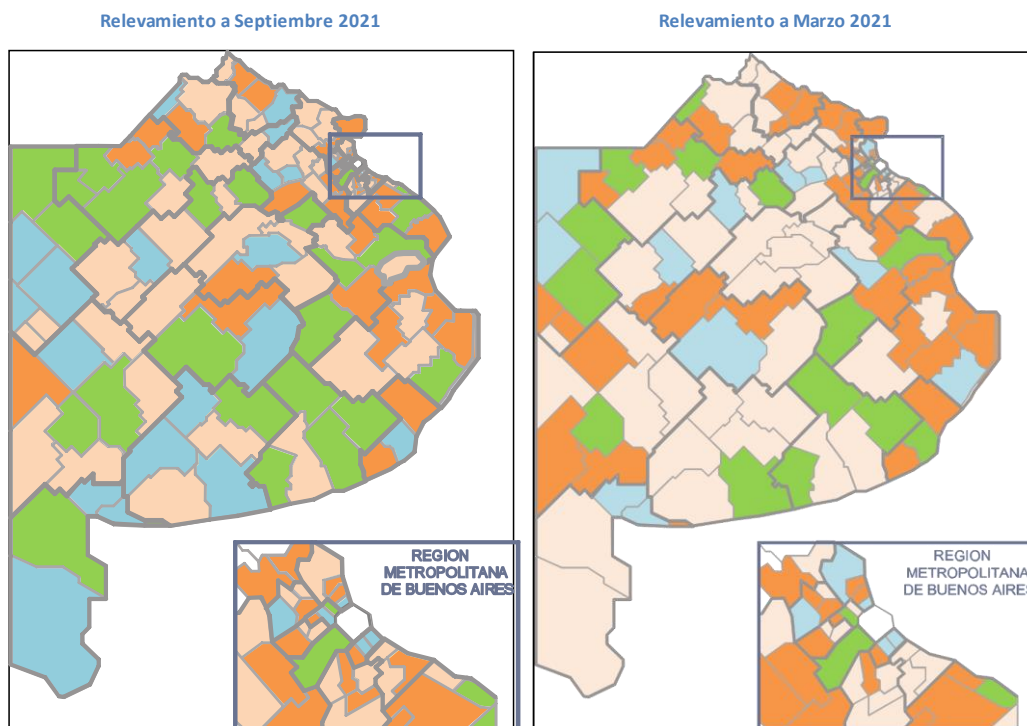 Relevamiento a Septiembre 2021
Relevamiento a Marzo 2021
REGION
METROPOLITANA
DE BUENOS AIRES
REGION
METROPOLITANA
DE BUENOS AIRES